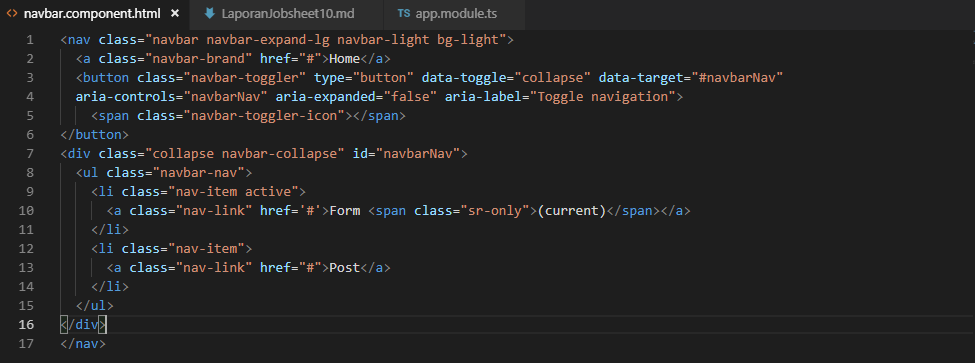 navbar.component.html × LaporanJobsheet10.md TS app.module.ts
1 <nav class="navbar navbar-expand-lg navbar-light bg-light">
2 <a class="navbar-brand" href="#">Home</a>
3 <button class="navbar-toggler" type="button" data-toggle="collapse" data-target="#navbarNav"
4 aria-controls="navbarNav" aria-expanded="false" aria-label="Toggle navigation">
5 <span class="navbar-toggler-icon"></span>
6 </button>
7 <div class="collapse navbar-collapse" id="navbarNav">
8 <ul class="navbar-nav">
9 <li class="nav-item active">
10 <a class="nav-link" href='#'>Form <span class="sr-only">(current)</span></a>
11 </li>
12 <li class="nav-item">
13 <a class="nav-link" href="#">Post</a>
14 </li>
15 </ul>
16 </div>
17 </nav>